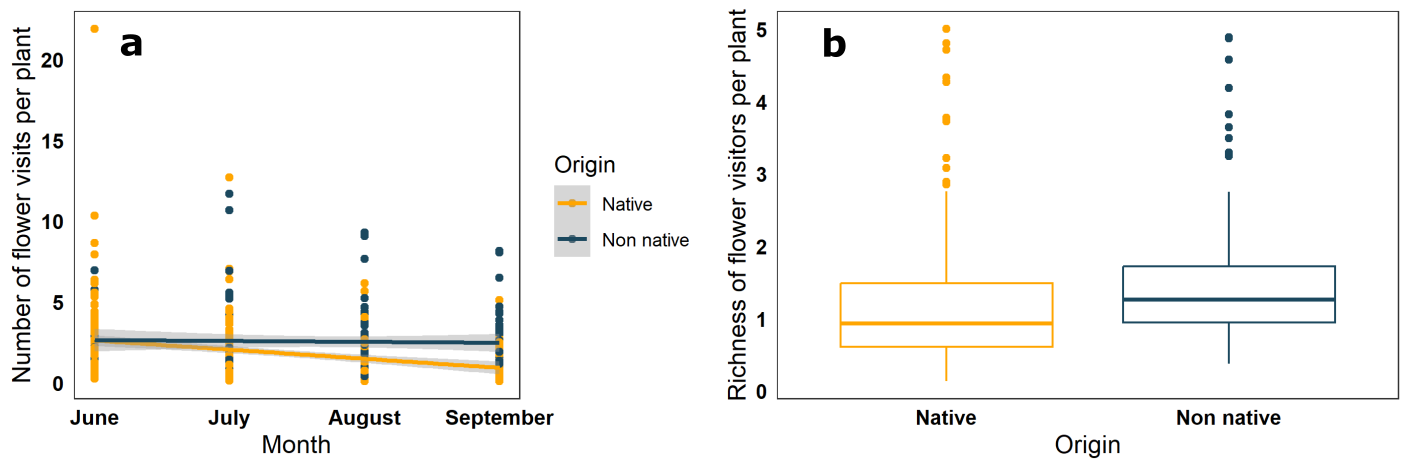 a
Number of flower visits per plant
20
15
10
5
0
June July August September
Month
Origin
Native
Non native
b
Richness of flower visitors per plant
5
4
3
2
1
0
Native Non native
Origin